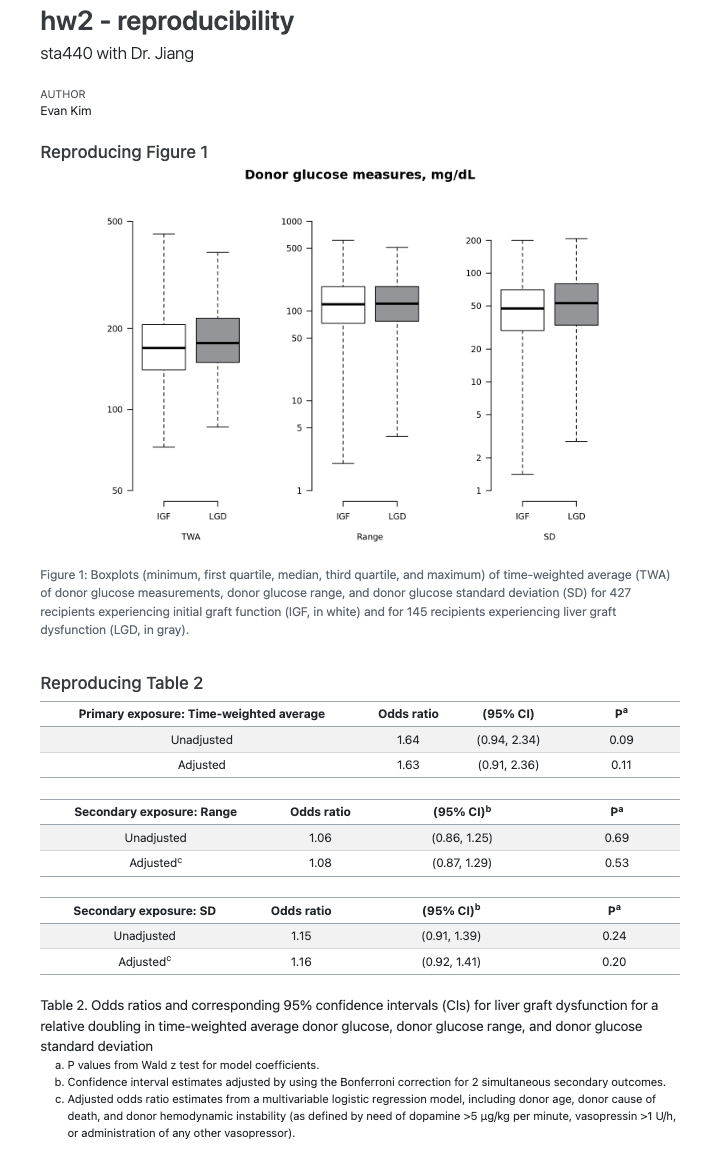 hw2 - reproducibility
sta440 with Dr. Jiang
AUTHOR
Evan Kim
Reproducing Figure 1
Donor glucose measures, mg/dL
500
200
100
50
IGF LGD
TWA
1000
500
100
50
10
5
1
IGF LGD
Range
200
100
50
20
10
5
2
1
IGF LGD
SD
Figure 1: Boxplots (minimum, first quartile, median, third quartile, and maximum) of time-weighted average (TWA)
of donor glucose measurements, donor glucose range, and donor glucose standard deviation (SD) for 427
recipients experiencing initial graft function (IGF, in white) and for 145 recipients experiencing liver graft
dysfunction (LGD, in gray).
Reproducing Table 2
Primary exposure: Time-weighted average Odds ratio (95% CI) Pᵃ
Unadjusted 1.64 (0.94, 2.34) 0.09
Adjusted 1.63 (0.91, 2.36) 0.11
Secondary exposure: Range Odds ratio (95% CI)ᵇ Pᵃ
Unadjusted 1.06 (0.86, 1.25) 0.69
Adjustedᶜ 1.08 (0.87, 1.29) 0.53
Secondary exposure: SD Odds ratio (95% CI)ᵇ Pᵃ
Unadjusted 1.15 (0.91, 1.39) 0.24
Adjustedᶜ 1.16 (0.92, 1.41) 0.20
Table 2. Odds ratios and corresponding 95% confidence intervals (CIs) for liver graft dysfunction for a
relative doubling in time-weighted average donor glucose, donor glucose range, and donor glucose
standard deviation
a. P values from Wald z test for model coefficients.
b. Confidence interval estimates adjusted by using the Bonferroni correction for 2 simultaneous secondary outcomes.
c. Adjusted odds ratio estimates from a multivariable logistic regression model, including donor age, donor cause of
death, and donor hemodynamic instability (as defined by need of dopamine >5 μg/kg per minute, vasopressin >1 U/h,
or administration of any other vasopressor).